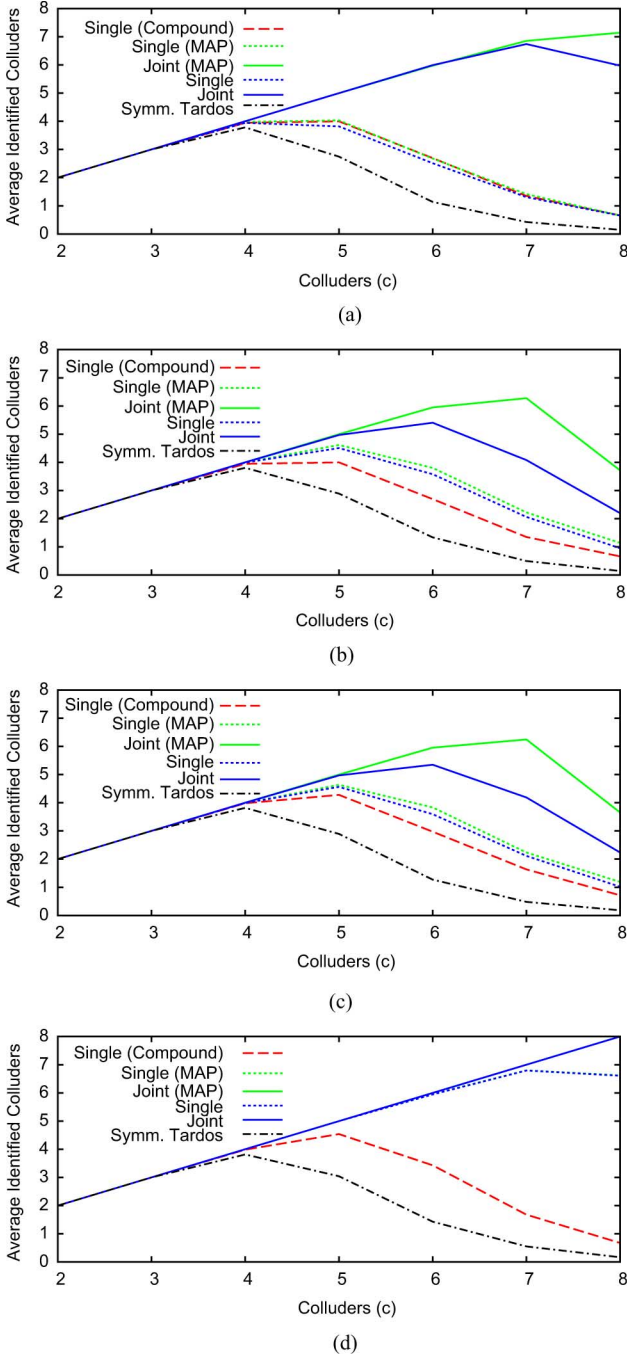 8
7
6
5
4
3
2
1
0
Average Identified Colluders
Single (Compound)
Single (MAP)
Joint (MAP)
Single
Joint
Symm. Tardos
2 3 4 5 6 7 8
Colluders (c)
(a)
8
7
6
5
4
3
2
1
0
Average Identified Colluders
Single (Compound)
Single (MAP)
Joint (MAP)
Single
Joint
Symm. Tardos
2 3 4 5 6 7 8
Colluders (c)
(b)
8
7
6
5
4
3
2
1
0
Average Identified Colluders
Single (Compound)
Single (MAP)
Joint (MAP)
Single
Joint
Symm. Tardos
2 3 4 5 6 7 8
Colluders (c)
(c)
8
7
6
5
4
3
2
1
0
Average Identified Colluders
Single (Compound)
Single (MAP)
Joint (MAP)
Single
Joint
Symm. Tardos
2 3 4 5 6 7 8
Colluders (c)
(d)